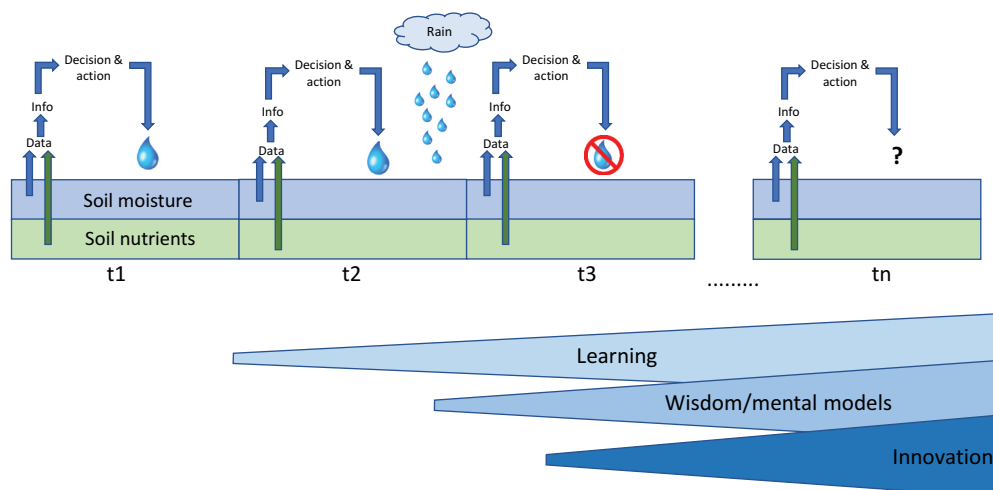 Rain
Decision &
action
Decision &
action
Decision &
action
Decision &
action
Info
Info
Info
Info
Data
Data
Data
Data
?
Soil moisture
Soil nutrients
t1
t2
t3
.........
tn
Learning
Wisdom/mental models
Innovation